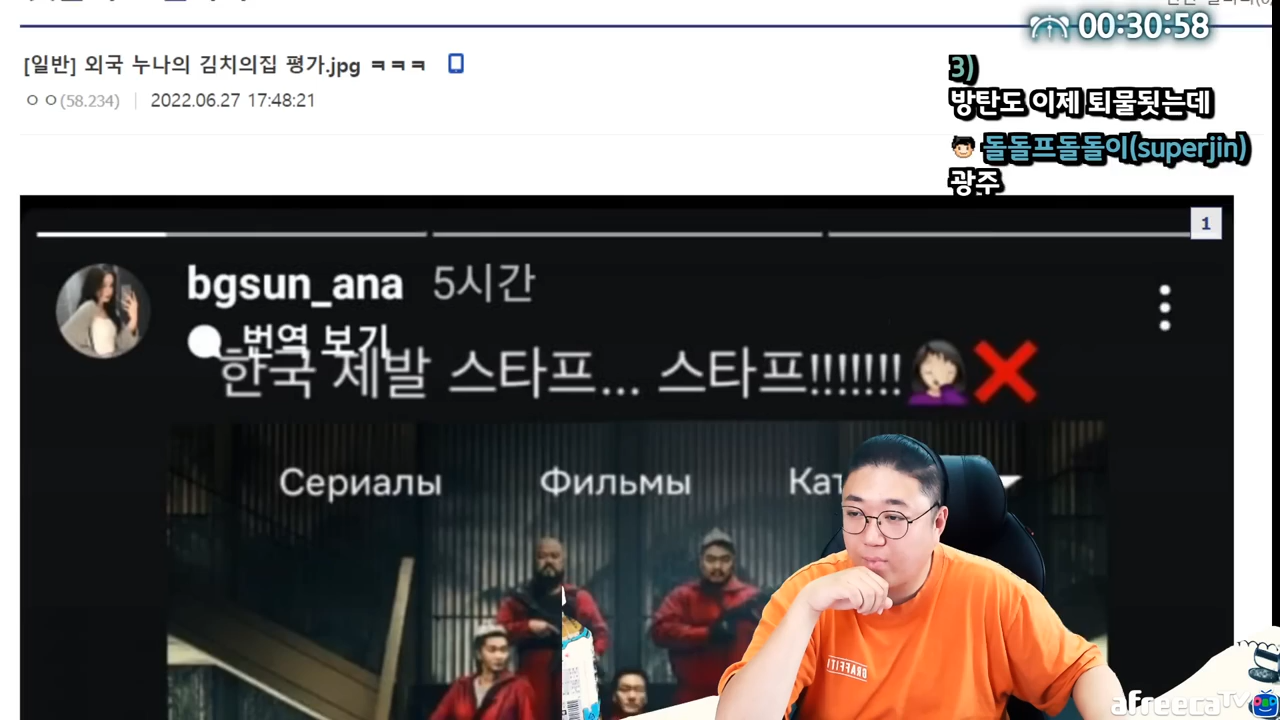 00:30:58
[일반] 외국 누나의 김치의집 평가.jpg ㅋㅋㅋ
ㅇㅇ(58.234) 2022.06.27 17:48:21
3)
방탄도 이제 퇴물됫는데
돌돌프돌돌이(superjin)
광주
1
bgsun_ana 5시간
번역 보기
한국 제발 스타프... 스타프!!!!!!!
Сериалы Фильмы Кат
GRAFFITI
afreecaTV